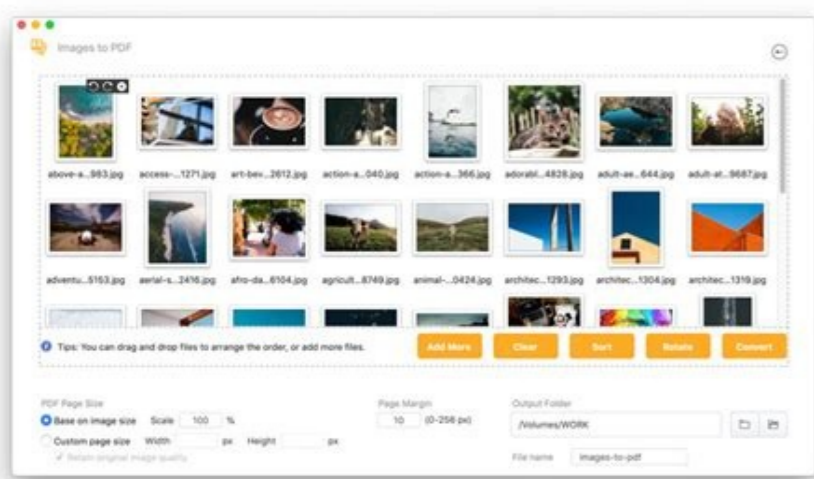 Images to PDF
above-a...983.jpg access-...1271.jpg art-bev...2612.jpg action-a...040.jpg action-a...366.jpg adorabl...4828.jpg adult-ae...644.jpg adult-at...9687.jpg
adventu...5153.jpg aerial-s...2416.jpg afro-da...6104.jpg agricult...8749.jpg animal-...0424.jpg architec...1293.jpg architec...1304.jpg architec...1319.jpg
Tips: You can drag and drop files to arrange the order, or add more files. Add More Clear Sort Rotate Convert
PDF Page Size Page Margin Output Folder
Base on image size Scale 100 % 10 (0-256 px) /Volumes/WORK
Custom page size Width px Height px
Retain original image quality File name images-to-pdf